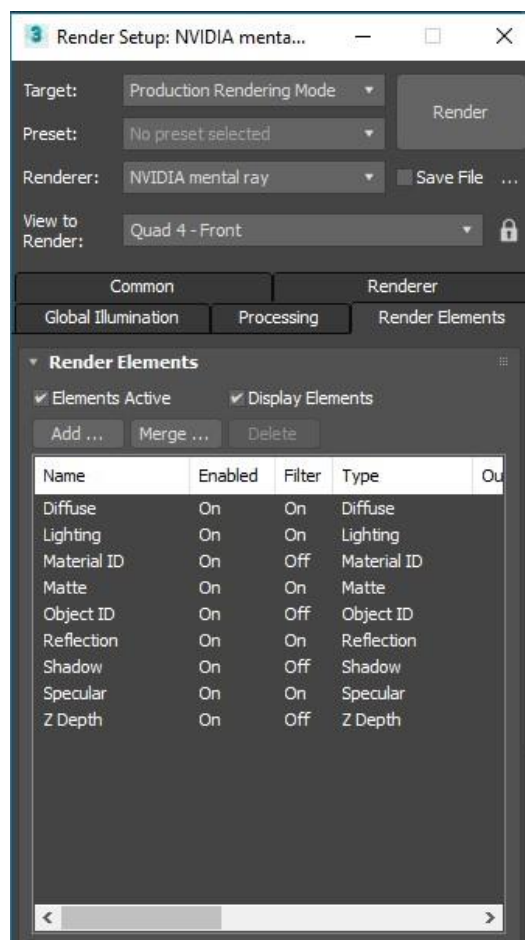 3 Render Setup: NVIDIA menta...
Target: Production Rendering Mode
Render
Preset: No preset selected
Renderer: NVIDIA mental ray Save File ...
View to Render: Quad 4 - Front
Common Renderer
Global Illumination Processing Render Elements
Render Elements
Elements Active Display Elements
Add ... Merge ... Delete
Name Enabled Filter Type Ou
Diffuse On On Diffuse
Lighting On On Lighting
Material ID On Off Material ID
Matte On On Matte
Object ID On Off Object ID
Reflection On On Reflection
Shadow On Off Shadow
Specular On On Specular
Z Depth On Off Z Depth